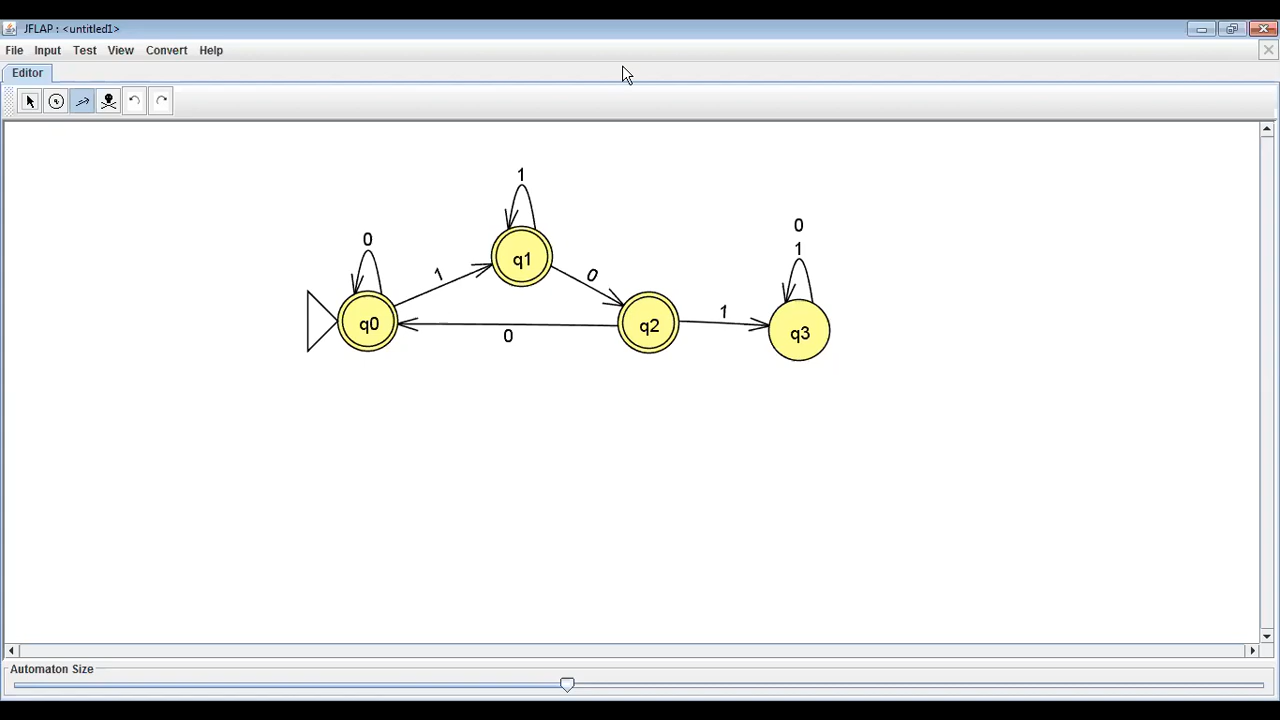 JFLAP : <untitled1>
File Input Test View Convert Help
Editor
1
0
0
1
1
q1
0
q0
q2
1
q3
0
Automaton Size